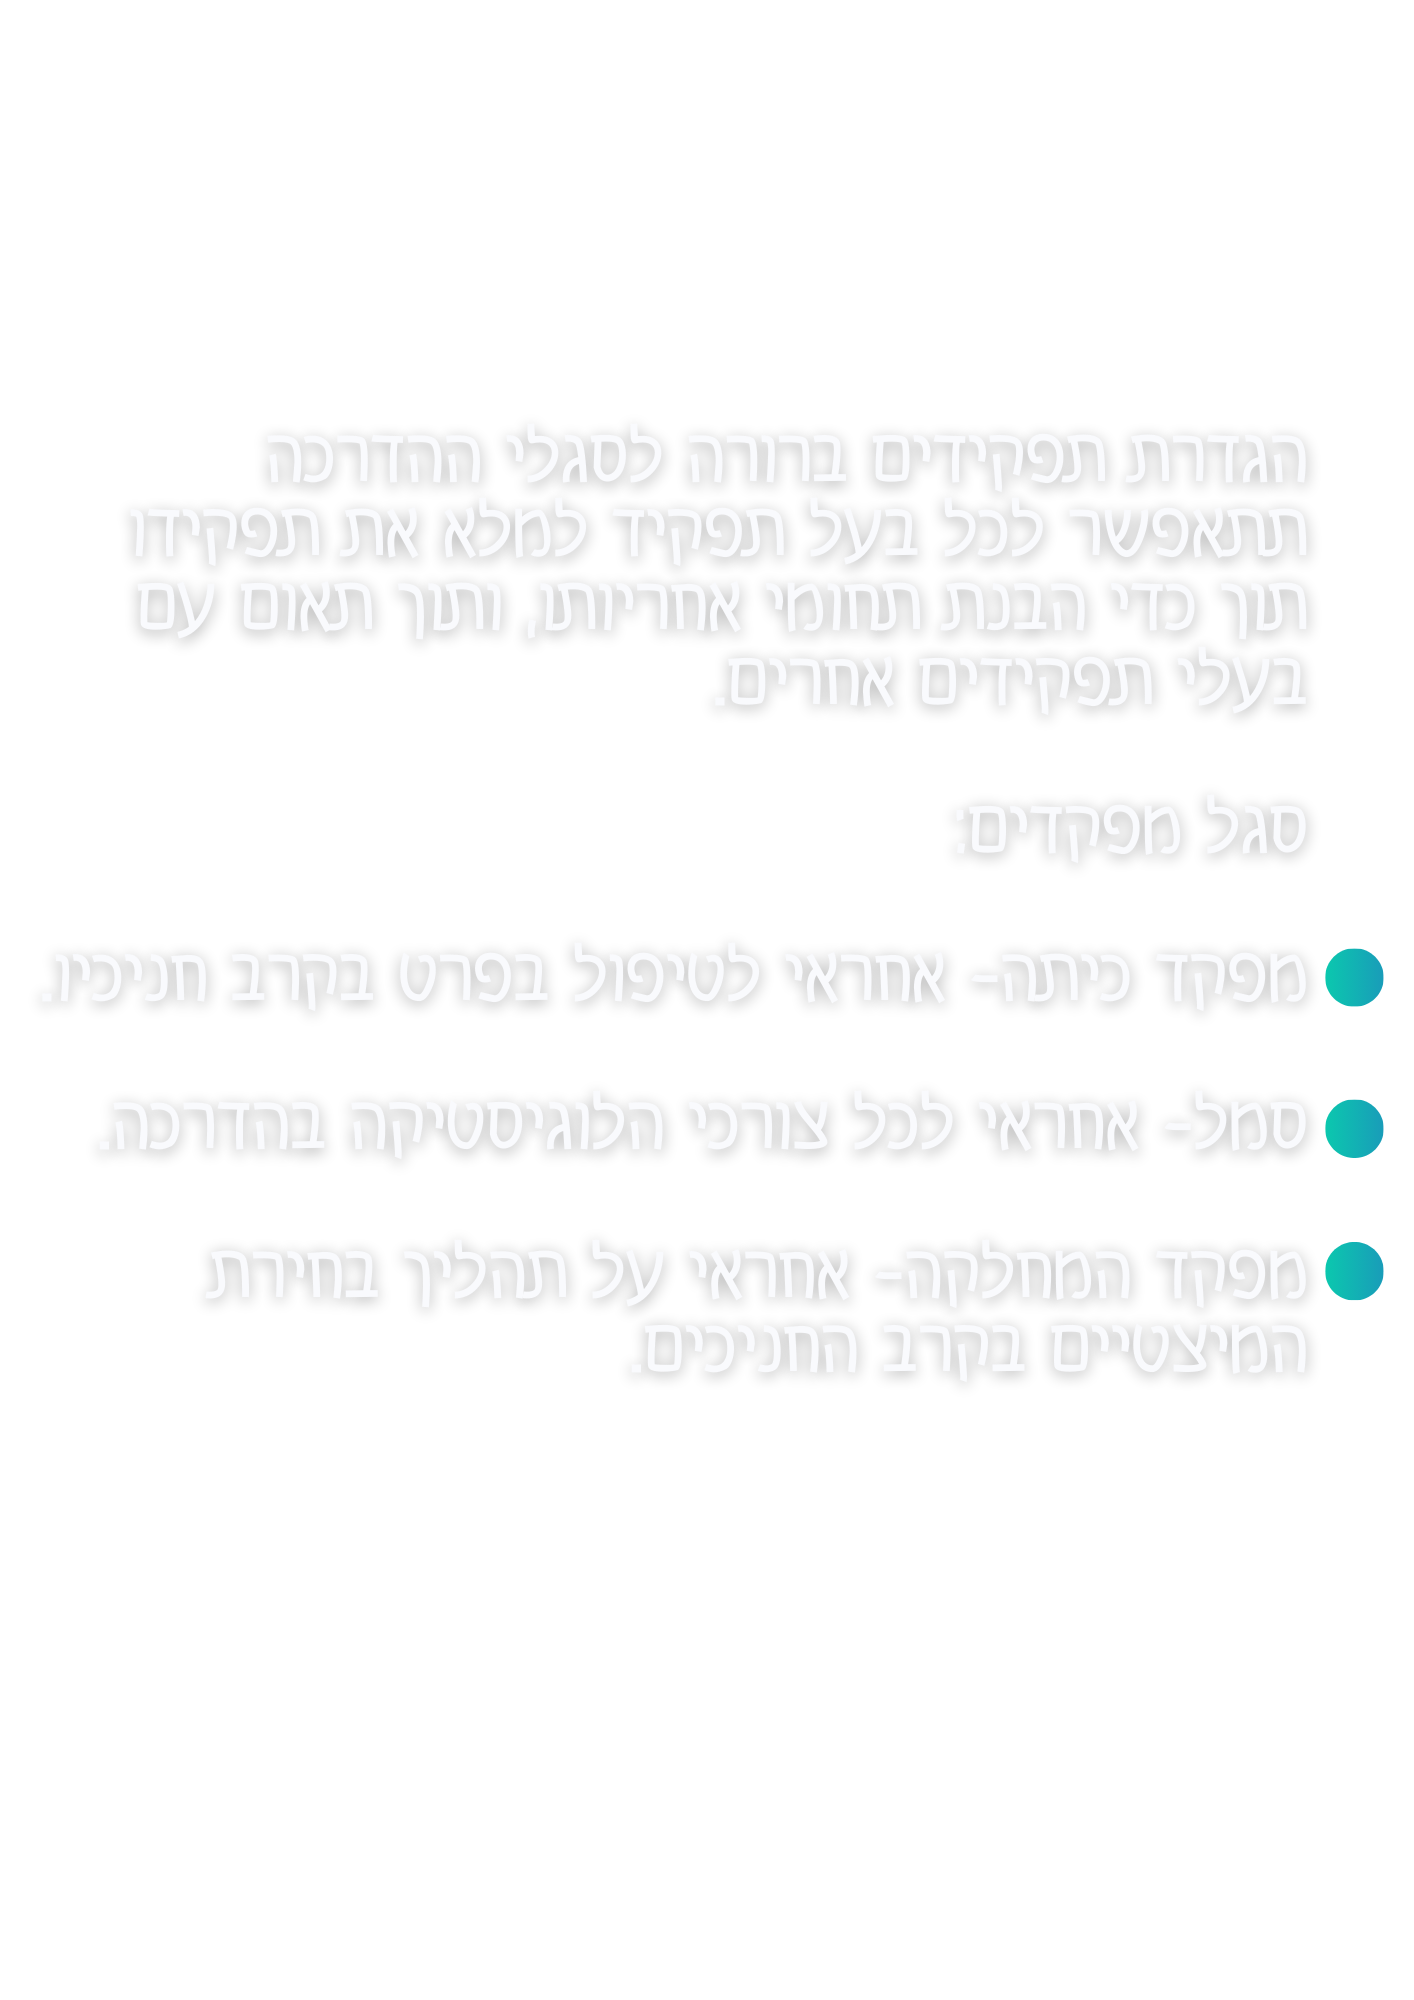 הגדרת תפקידים ברורה לסגלי ההדרכה
תתאפשר לכל בעל תפקיד למלא את תפקידו
תוך כדי הבנת תחומי אחריותו, ותוך תאום עם
בעלי תפקידים אחרים.
סגל מפקדים:
מפקד כיתה- אחראי לטיפול בפרט בקרב חניכיו.
סמל- אחראי לכל צורכי הלוגיסטיקה בהדרכה.
מפקד המחלקה- אחראי על תהליך בחירת
המיצטיים בקרב החניכים.